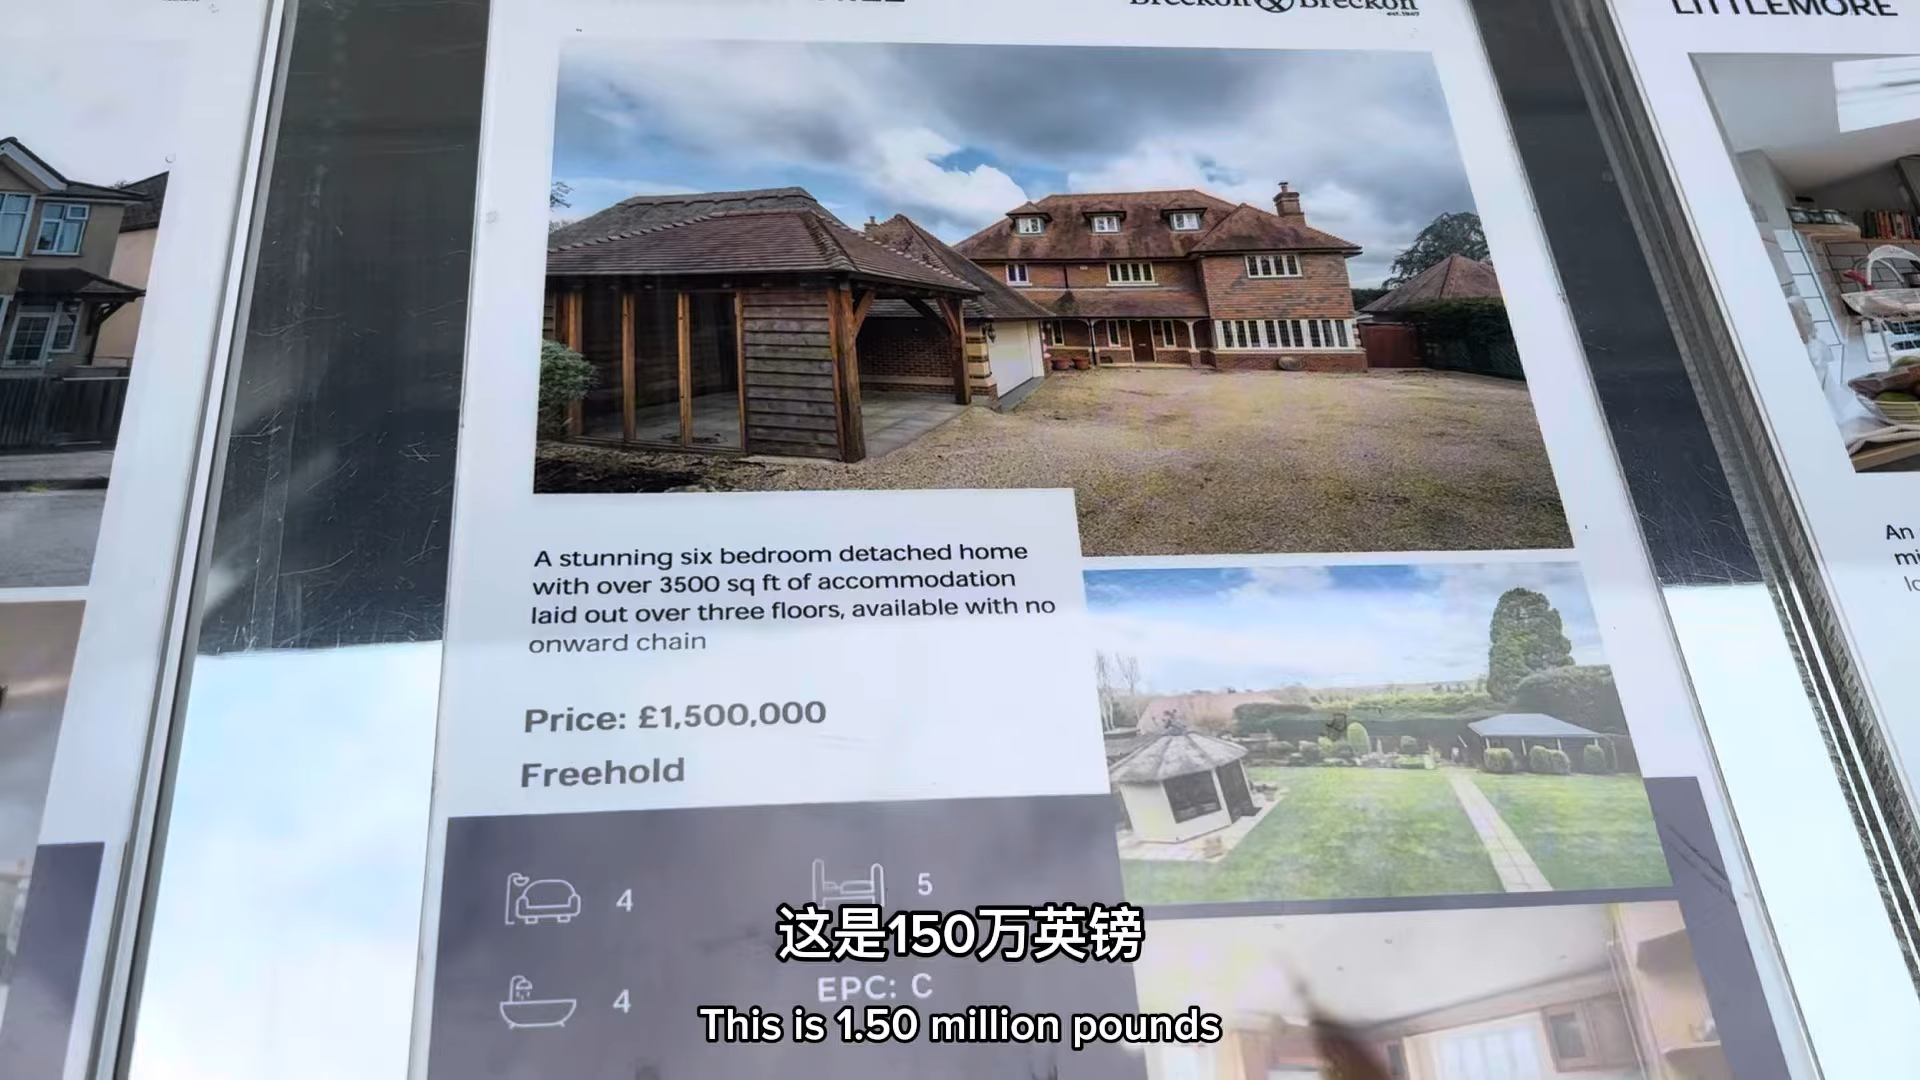 Breckon & Breckon
est.1947
LITTLEMORE
A stunning six bedroom detached home
with over 3500 sq ft of accommodation
laid out over three floors, available with no
onward chain
Price: £1,500,000
Freehold
4
5
4
EPC: C
An
这是150万英镑
This is 1.50 million pounds